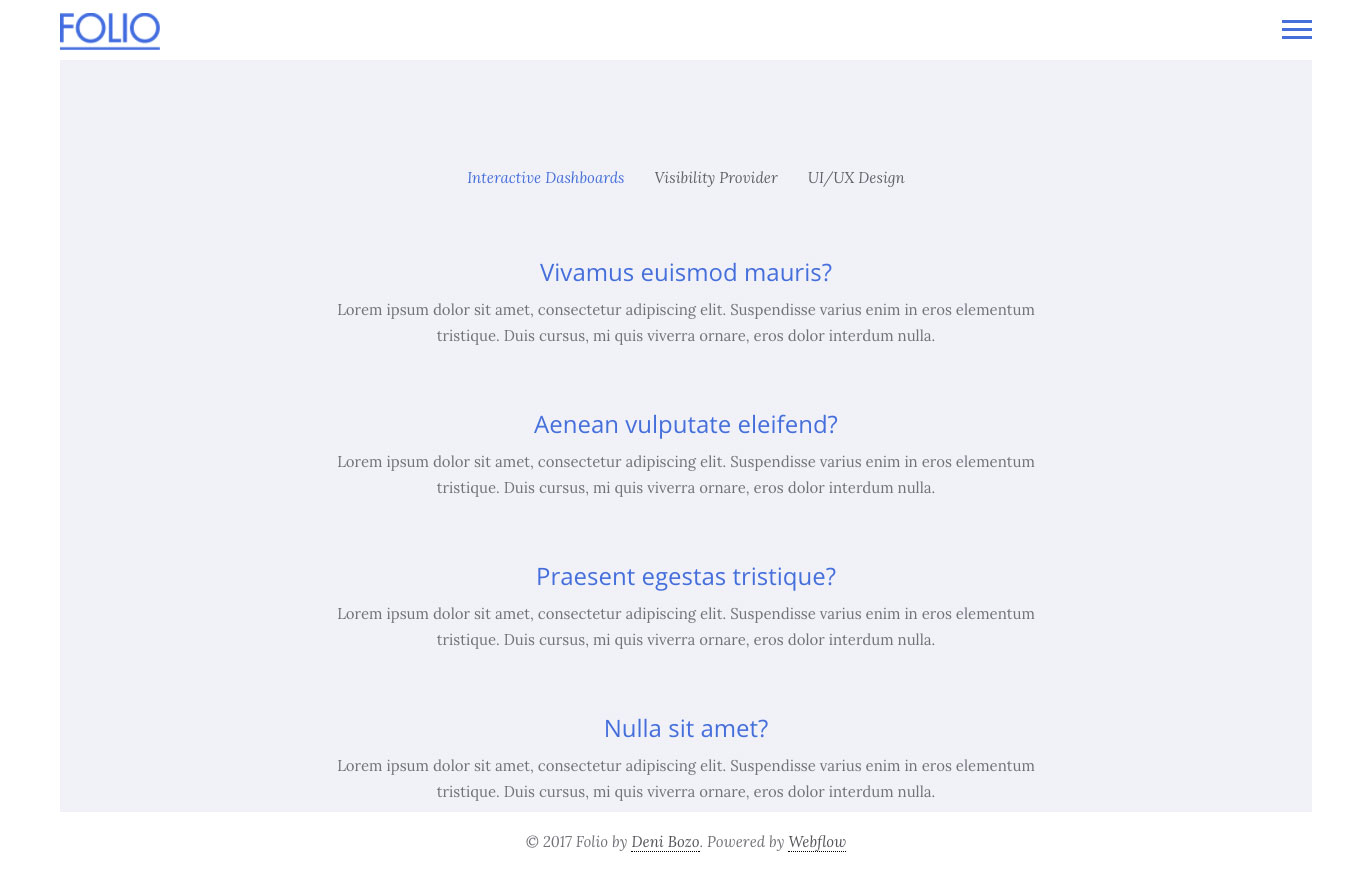 FOLIO
Interactive Dashboards Visibility Provider UI/UX Design
Vivamus euismod mauris?
Lorem ipsum dolor sit amet, consectetur adipiscing elit. Suspendisse varius enim in eros elementum
tristique. Duis cursus, mi quis viverra ornare, eros dolor interdum nulla.
Aenean vulputate eleifend?
Lorem ipsum dolor sit amet, consectetur adipiscing elit. Suspendisse varius enim in eros elementum
tristique. Duis cursus, mi quis viverra ornare, eros dolor interdum nulla.
Praesent egestas tristique?
Lorem ipsum dolor sit amet, consectetur adipiscing elit. Suspendisse varius enim in eros elementum
tristique. Duis cursus, mi quis viverra ornare, eros dolor interdum nulla.
Nulla sit amet?
Lorem ipsum dolor sit amet, consectetur adipiscing elit. Suspendisse varius enim in eros elementum
tristique. Duis cursus, mi quis viverra ornare, eros dolor interdum nulla.
© 2017 Folio by Deni Bozo. Powered by Webflow